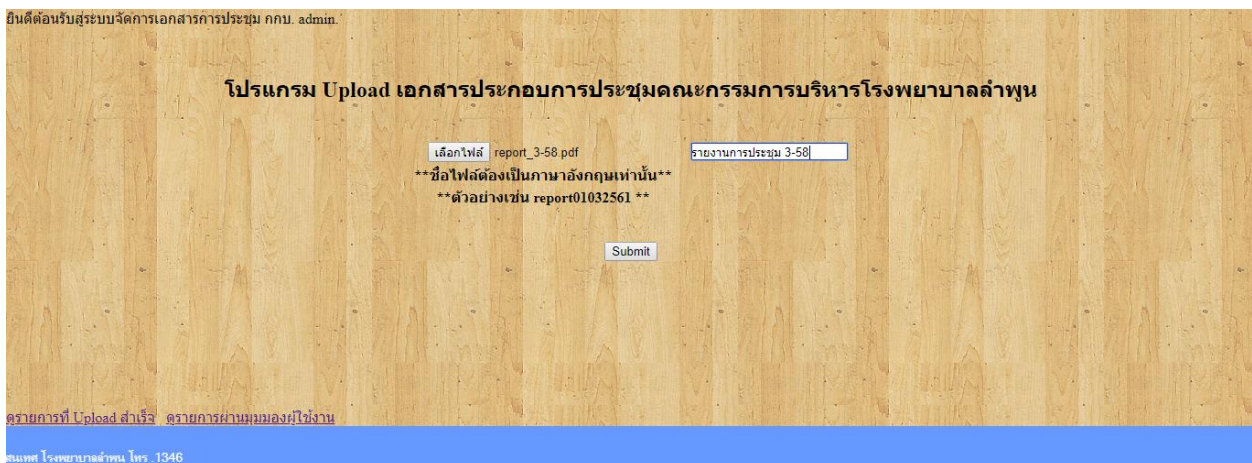 ยินดีต้อนรับสู่ระบบจัดการเอกสารการประชุม กกบ. admin.
โปรแกรม Upload เอกสารประกอบการประชุมคณะกรรมการบริหารโรงพยาบาลลำพูน
เลือกไฟล์ report_3-58.pdf รายงานการประชุม 3-58
**ชื่อไฟล์ต้องเป็นภาษาอังกฤษเท่านั้น**
**ตัวอย่างเช่น report01032561 **
Submit
ดูรายการที่ Upload สำเร็จ ดูรายการผ่านมุมมองผู้ใช้งาน
สนเทศ โรงพยาบาลลำพูน โทร .1346